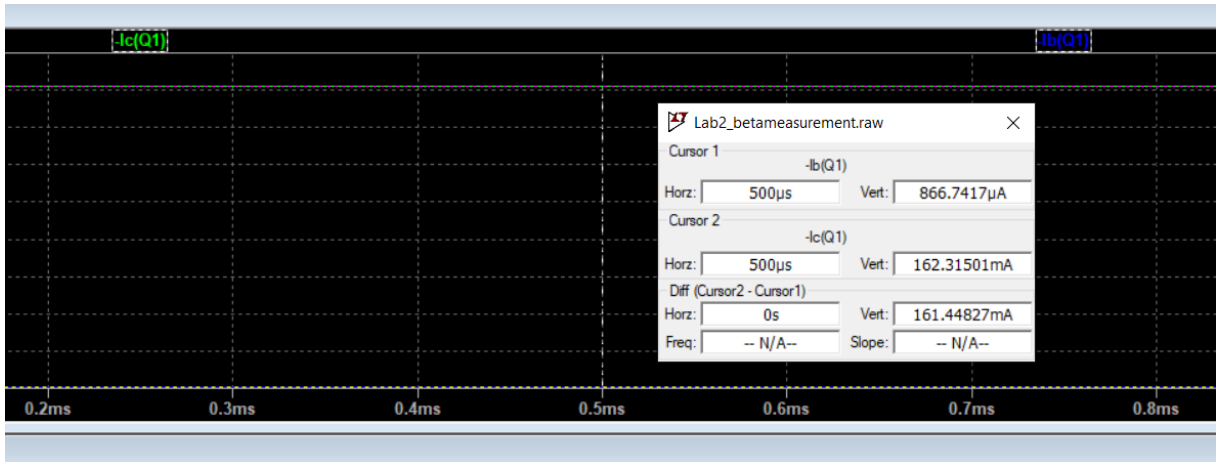 -Ic(Q1)
-Ib(Q1)
Lab2_betameasurement.raw
Cursor 1
-Ib(Q1)
Horz: 500µs Vert: 866.7417µA
Cursor 2
-Ic(Q1)
Horz: 500µs Vert: 162.31501mA
Diff (Cursor2 - Cursor1)
Horz: 0s Vert: 161.44827mA
Freq: -- N/A-- Slope: -- N/A--
0.2ms 0.3ms 0.4ms 0.5ms 0.6ms 0.7ms 0.8ms